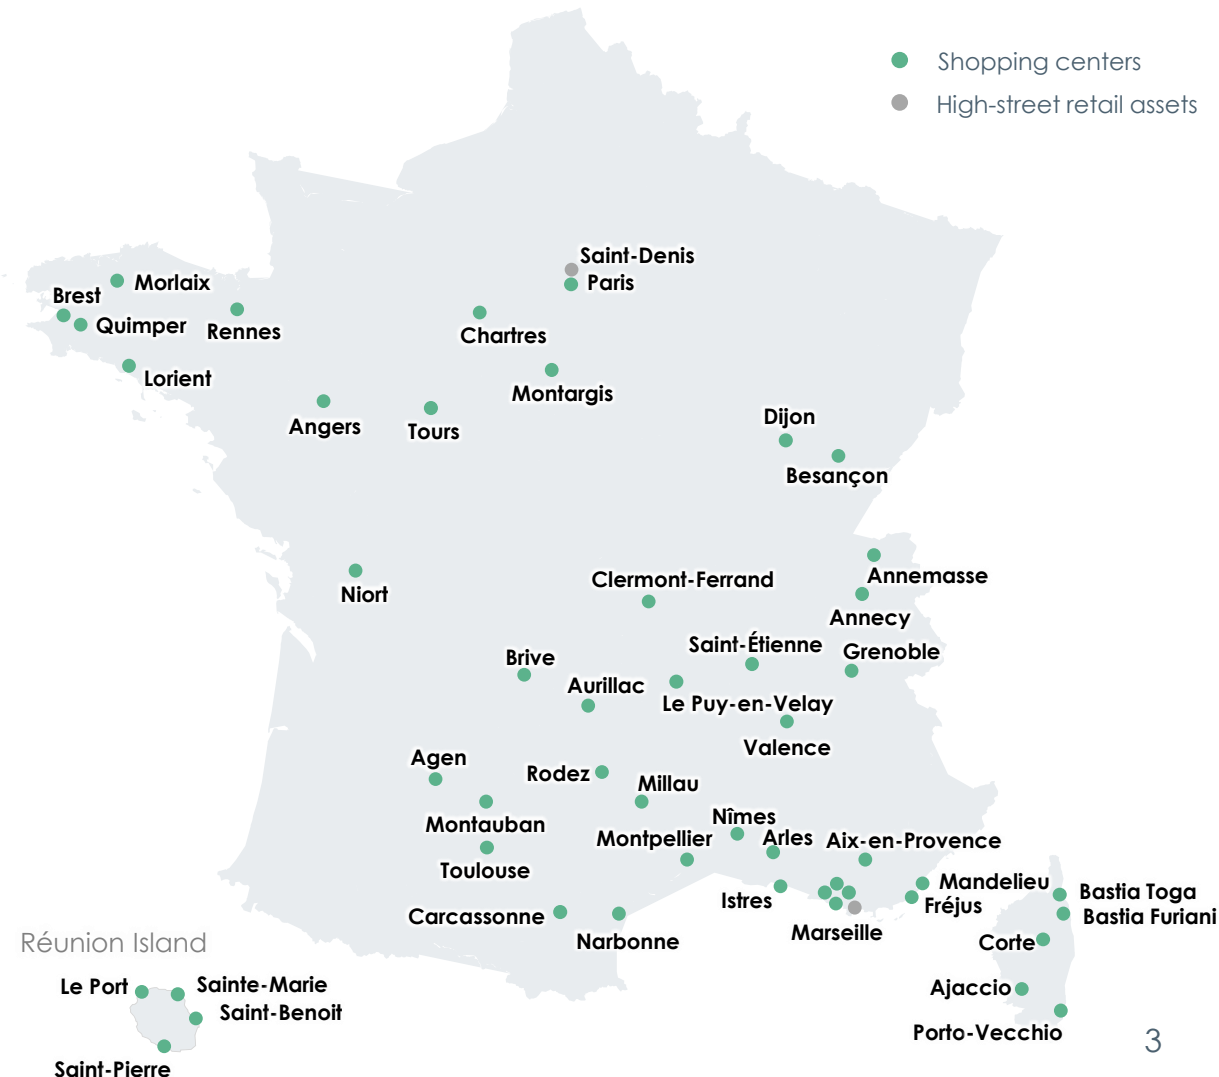 Shopping centers
High-street retail assets
Saint-Denis
Paris
Morlaix
Brest
Quimper
Rennes
Chartres
Lorient
Montargis
Angers
Tours
Dijon
Besançon
Annemasse
Clermont-Ferrand
Niort
Annecy
Saint-Étienne
Grenoble
Brive
Aurillac
Le Puy-en-Velay
Valence
Agen
Rodez
Millau
Montauban
Nîmes
Montpellier
Arles
Aix-en-Provence
Toulouse
Istres
Mandelieu
Fréjus
Bastia Toga
Bastia Furiani
Carcassonne
Narbonne
Marseille
Corte
Réunion Island
Le Port
Sainte-Marie
Saint-Benoit
Ajaccio
Porto-Vecchio
Saint-Pierre
3